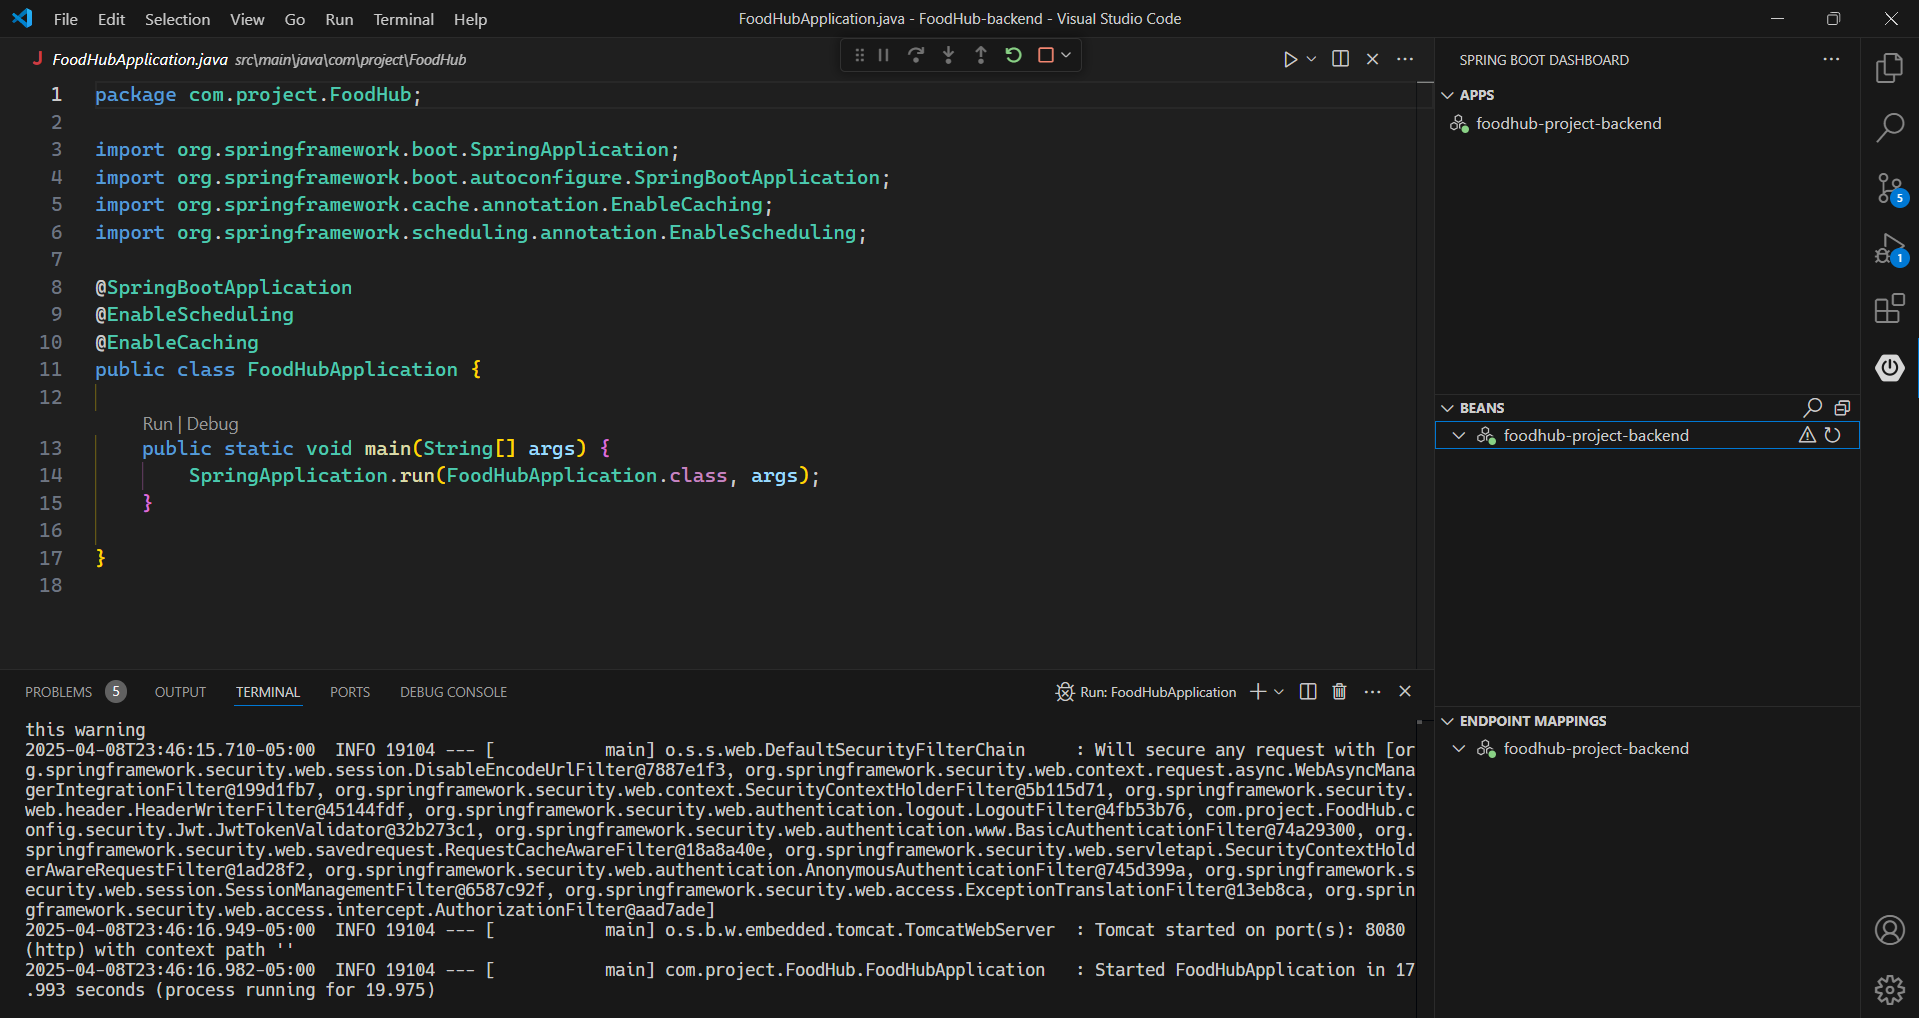 File Edit Selection View Go Run Terminal Help
FoodHubApplication.java - FoodHub-backend - Visual Studio Code
FoodHubApplication.java src\main\java\com\project\FoodHub
1 package com.project.FoodHub;
2
3 import org.springframework.boot.SpringApplication;
4 import org.springframework.boot.autoconfigure.SpringBootApplication;
5 import org.springframework.cache.annotation.EnableCaching;
6 import org.springframework.scheduling.annotation.EnableScheduling;
7
8 @SpringBootApplication
9 @EnableScheduling
10 @EnableCaching
11 public class FoodHubApplication {
12
Run | Debug
13 public static void main(String[] args) {
14 SpringApplication.run(FoodHubApplication.class, args);
15 }
16
17 }
18
PROBLEMS 5 OUTPUT TERMINAL PORTS DEBUG CONSOLE
Run: FoodHubApplication
this warning
2025-04-08T23:46:15.710-05:00  INFO 19104 --- [           main] o.s.s.web.DefaultSecurityFilterChain     : Will secure any request with [or
g.springframework.security.web.session.DisableEncodeUrlFilter@7887e1f3, org.springframework.security.web.context.request.async.WebAsyncMana
gerIntegrationFilter@199d1fb7, org.springframework.security.web.context.SecurityContextHolderFilter@5b115d71, org.springframework.security.
web.header.HeaderWriterFilter@45144fdf, org.springframework.security.web.authentication.logout.LogoutFilter@4fb53b76, com.project.FoodHub.c
onfig.security.Jwt.JwtTokenValidator@32b273c1, org.springframework.security.web.authentication.www.BasicAuthenticationFilter@74a29300, org.
springframework.security.web.savedrequest.RequestCacheAwareFilter@18a8a40e, org.springframework.security.web.servletapi.SecurityContextHold
erAwareRequestFilter@1ad28f2, org.springframework.security.web.authentication.AnonymousAuthenticationFilter@745d399a, org.springframework.s
ecurity.web.session.SessionManagementFilter@6587c92f, org.springframework.security.web.access.ExceptionTranslationFilter@13eb8ca, org.sprin
gframework.security.web.access.intercept.AuthorizationFilter@aad7ade]
2025-04-08T23:46:16.949-05:00  INFO 19104 --- [           main] o.s.b.w.embedded.tomcat.TomcatWebServer  : Tomcat started on port(s): 8080
(http) with context path ''
2025-04-08T23:46:16.982-05:00  INFO 19104 --- [           main] com.project.FoodHub.FoodHubApplication   : Started FoodHubApplication in 17
.993 seconds (process running for 19.975)
SPRING BOOT DASHBOARD
APPS
foodhub-project-backend
BEANS
foodhub-project-backend
ENDPOINT MAPPINGS
foodhub-project-backend
5
1